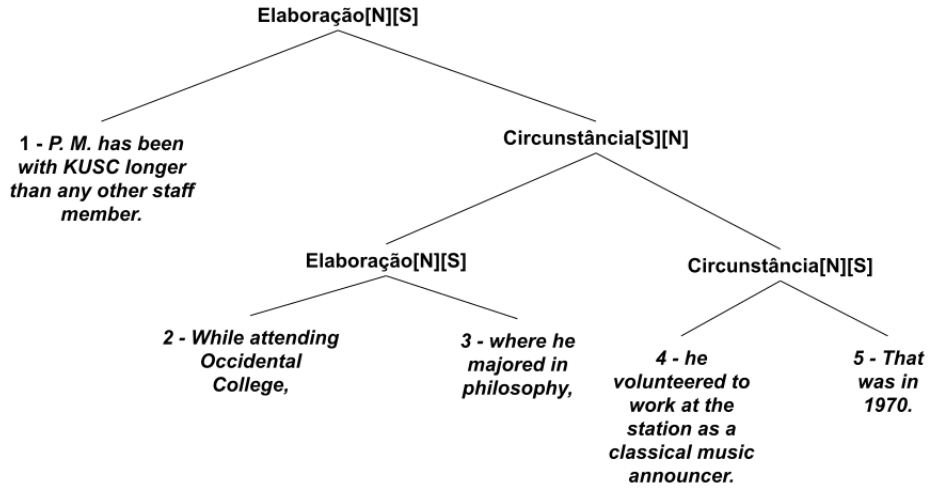 Elaboração[N][S]
1 - P. M. has been
with KUSC longer
than any other staff
member.
Circunstância[S][N]
Elaboração[N][S]
Circunstância[N][S]
2 - While attending
Occidental
College,
3 - where he
majored in
philosophy,
4 - he
volunteered to
work at the
station as a
classical music
announcer.
5 - That
was in
1970.